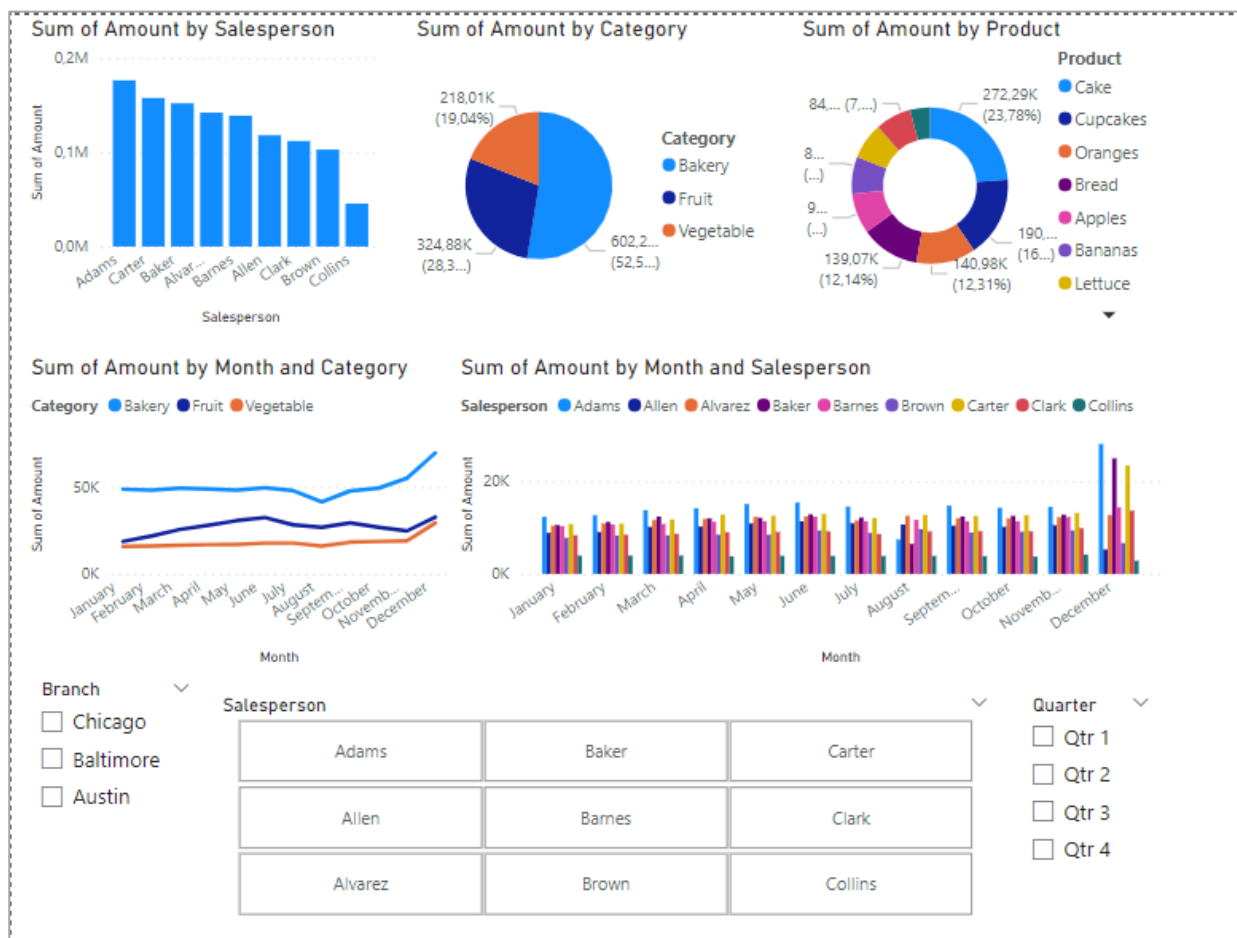 Sum of Amount by Salesperson
0,2M
0,1M
0,0M
Sum of Amount
Adams
Carter
Baker
Alvar...
Barnes
Allen
Clark
Brown
Collins
Salesperson
Sum of Amount by Category
218,01K
(19,04%)
324,88K
(28,3...)
602,2...
(52,5...)
Category
Bakery
Fruit
Vegetable
Sum of Amount by Product
84,... (7,...)
8...
(...)
9...
(...)
139,07K
(12,14%)
140,98K
(12,31%)
190,...
(16...)
272,29K
(23,78%)
Product
Cake
Cupcakes
Oranges
Bread
Apples
Bananas
Lettuce
Sum of Amount by Month and Category
Category Bakery Fruit Vegetable
50K
0K
Sum of Amount
January
February
March
April
May
June
July
August
Septem...
October
Novemb...
December
Month
Sum of Amount by Month and Salesperson
Salesperson Adams Allen Alvarez Baker Barnes Brown Carter Clark Collins
20K
0K
Sum of Amount
January
February
March
April
May
June
July
August
Septem...
October
Novemb...
December
Month
Branch
Chicago
Baltimore
Austin
Salesperson
Adams Baker Carter
Allen Barnes Clark
Alvarez Brown Collins
Quarter
Qtr 1
Qtr 2
Qtr 3
Qtr 4